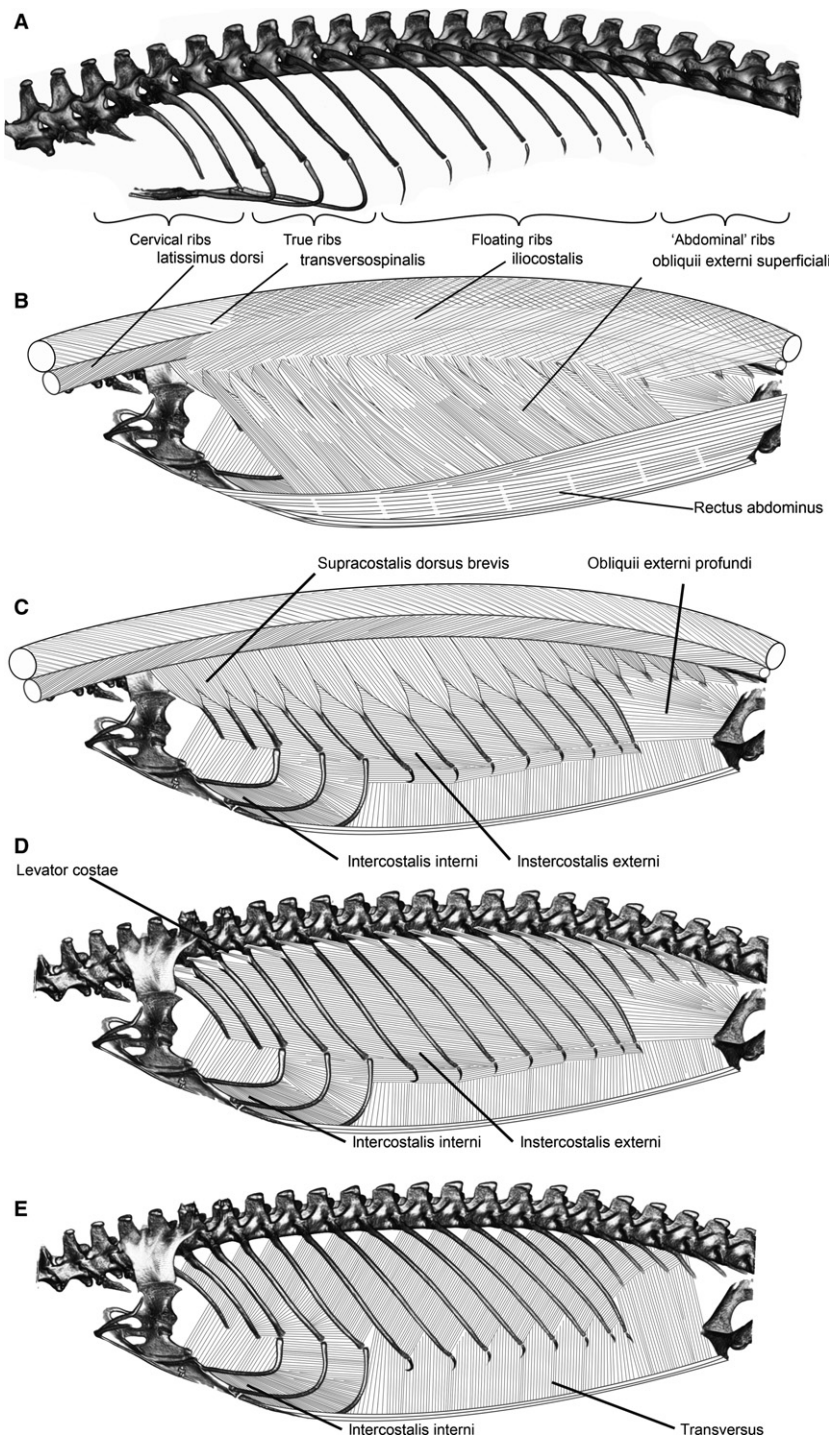 A
Cervical ribs
True ribs
Floating ribs
'Abdominal' ribs
latissimus dorsi
transversospinalis
iliocostalis
obliquii externi superficiali
B
Rectus abdominus
Supracostalis dorsus brevis
Obliquii externi profundi
C
Intercostalis interni
Instercostalis externi
D
Levator costae
Intercostalis interni
Instercostalis externi
E
Intercostalis interni
Transversus